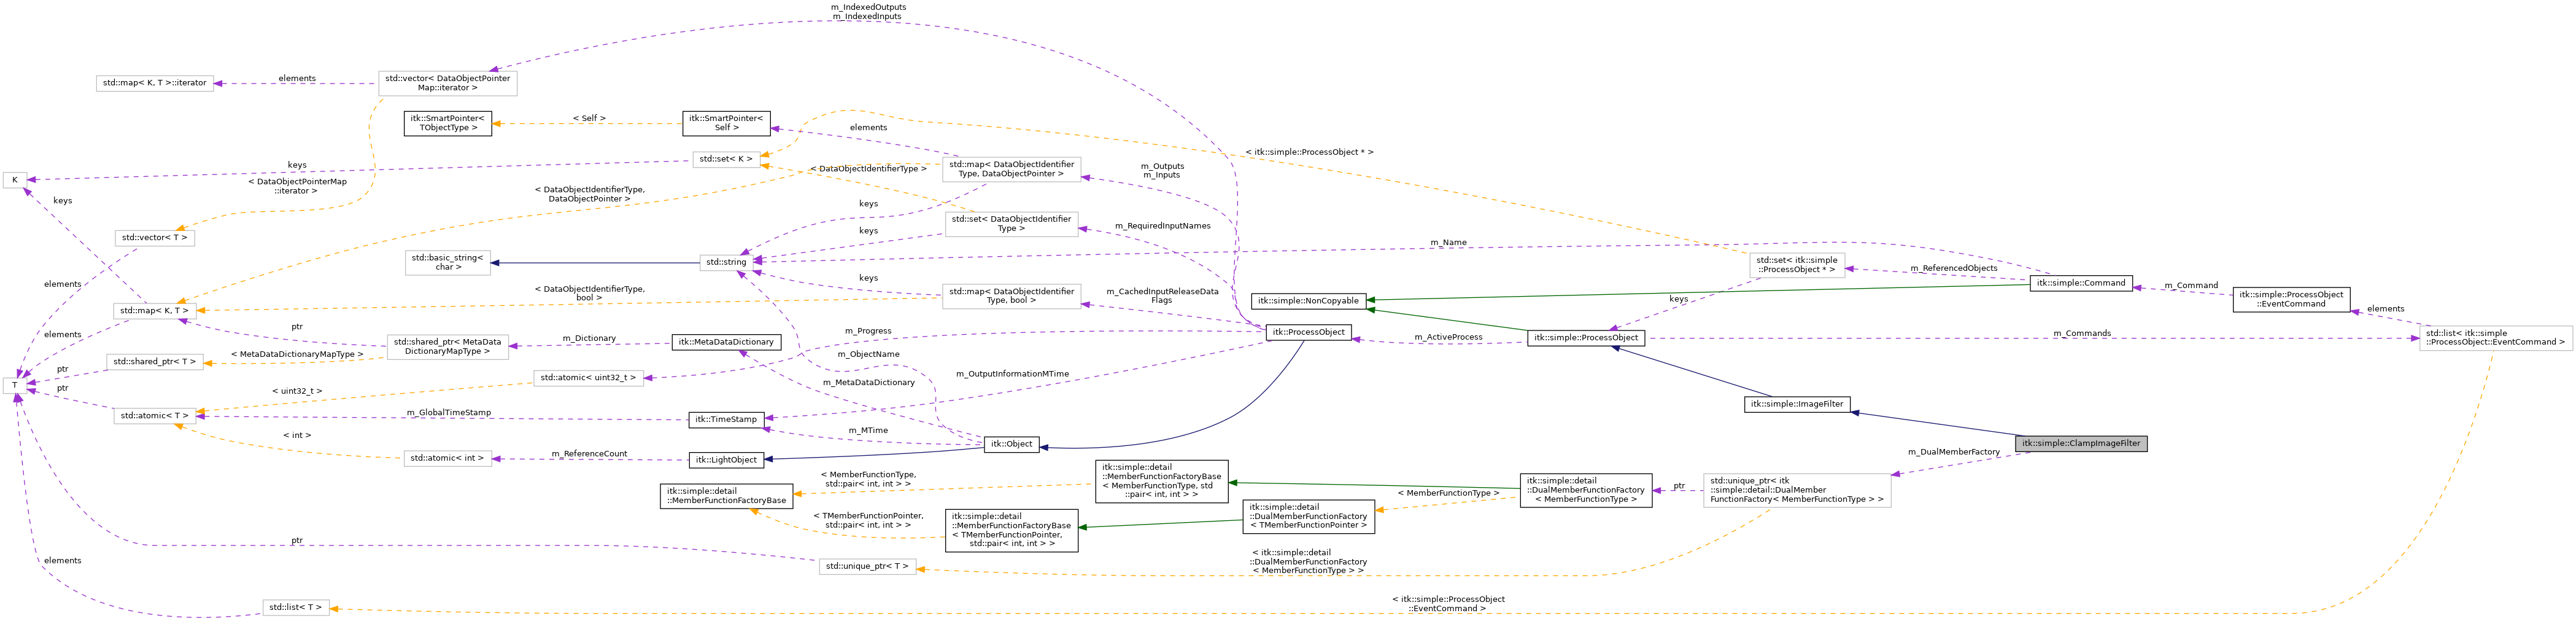 m_IndexedOutputs
m_IndexedInputs
std::map< K, T >::iterator
elements
std::vector< DataObjectPointer
Map::iterator >
itk::SmartPointer<
TObjectType >
< Self >
itk::SmartPointer<
Self >
elements
std::set< K >
< itk::simple::ProcessObject * >
K
keys
keys
< DataObjectPointerMap
::iterator >
< DataObjectIdentifierType,
DataObjectPointer >
< DataObjectIdentifierType >
std::map< DataObjectIdentifier
Type, DataObjectPointer >
m_Outputs
m_Inputs
keys
std::set< DataObjectIdentifier
Type >
m_RequiredInputNames
std::vector< T >
keys
m_Name
std::basic_string<
char >
std::string
std::set< itk::simple
::ProcessObject * >
m_ReferencedObjects
itk::simple::Command
m_Command
itk::simple::ProcessObject
::EventCommand
elements
elements
keys
std::map< DataObjectIdentifier
Type, bool >
< DataObjectIdentifierType,
bool >
m_CachedInputReleaseData
Flags
itk::simple::NonCopyable
keys
std::map< K, T >
ptr
m_Progress
itk::ProcessObject
m_ActiveProcess
itk::simple::ProcessObject
m_Commands
std::list< itk::simple
::ProcessObject::EventCommand >
elements
std::shared_ptr< MetaData
DictionaryMapType >
m_Dictionary
itk::MetaDataDictionary
m_ObjectName
< MetaDataDictionaryMapType >
std::shared_ptr< T >
ptr
T
ptr
std::atomic< uint32_t >
m_MetaDataDictionary
m_OutputInformationMTime
< uint32_t >
std::atomic< T >
m_GlobalTimeStamp
itk::TimeStamp
m_MTime
itk::simple::ImageFilter
< int >
itk::Object
itk::simple::ClampImageFilter
std::atomic< int >
m_ReferenceCount
itk::LightObject
m_DualMemberFactory
itk::simple::detail
::MemberFunctionFactoryBase
< MemberFunctionType,
std::pair< int, int > >
itk::simple::detail
::MemberFunctionFactoryBase
< MemberFunctionType, std
::pair< int, int > >
< MemberFunctionType >
itk::simple::detail
::DualMemberFunctionFactory
< MemberFunctionType >
ptr
std::unique_ptr< itk
::simple::detail::DualMember
FunctionFactory< MemberFunctionType > >
< TMemberFunctionPointer,
std::pair< int, int > >
itk::simple::detail
::MemberFunctionFactoryBase
< TMemberFunctionPointer,
std::pair< int, int > >
itk::simple::detail
::DualMemberFunctionFactory
< TMemberFunctionPointer >
ptr
std::unique_ptr< T >
< itk::simple::detail
::DualMemberFunctionFactory
< MemberFunctionType > >
elements
std::list< T >
< itk::simple::ProcessObject
::EventCommand >